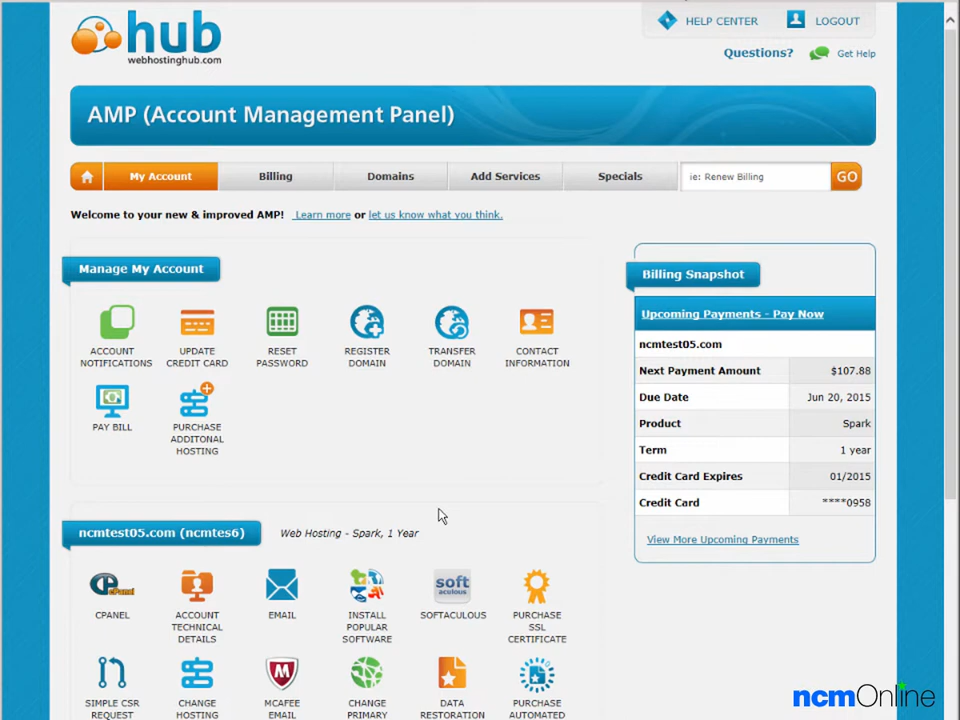 hub
webhostinghub.com
HELP CENTER
LOGOUT
Questions?
Get Help
AMP (Account Management Panel)
My Account
Billing
Domains
Add Services
Specials
ie: Renew Billing
GO
Welcome to your new & improved AMP! Learn more or let us know what you think.
Manage My Account
ACCOUNT
NOTIFICATIONS
UPDATE
CREDIT CARD
RESET
PASSWORD
REGISTER
DOMAIN
TRANSFER
DOMAIN
CONTACT
INFORMATION
PAY BILL
PURCHASE
ADDITONAL
HOSTING
Billing Snapshot
Upcoming Payments - Pay Now
ncmtest05.com
Next Payment Amount $107.88
Due Date Jun 20, 2015
Product Spark
Term 1 year
Credit Card Expires 01/2015
Credit Card ****0958
View More Upcoming Payments
ncmtest05.com (ncmtes6)
Web Hosting - Spark, 1 Year
cPanel
CPANEL
ACCOUNT
TECHNICAL
DETAILS
EMAIL
INSTALL
POPULAR
SOFTWARE
soft
aculous
SOFTACULOUS
PURCHASE
SSL
CERTIFICATE
SIMPLE CSR
REQUEST
CHANGE
HOSTING
MCAFEE
EMAIL
CHANGE
PRIMARY
DATA
RESTORATION
PURCHASE
AUTOMATED
ncmOnline